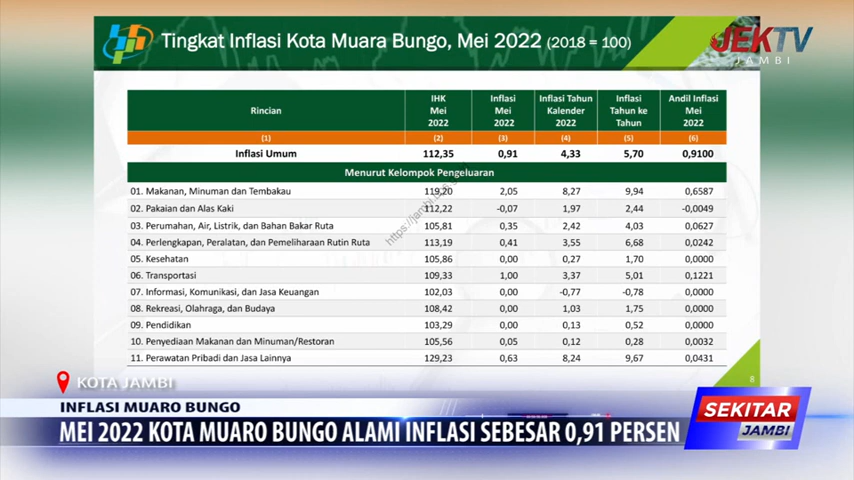 Tingkat Inflasi Kota Muara Bungo, Mei 2022 (2018 = 100)
JEKTV
JAMBI
Rincian IHK Mei 2022 Inflasi Mei 2022 Inflasi Tahun Kalender 2022 Inflasi Tahun ke Tahun Andil Inflasi Mei 2022
(1) (2) (3) (4) (5) (6)
Inflasi Umum 112,35 0,91 4,33 5,70 0,9100
Menurut Kelompok Pengeluaran
01. Makanan, Minuman dan Tembakau 119,20 2,05 8,27 9,94 0,6587
02. Pakaian dan Alas Kaki 112,22 -0,07 1,97 2,44 -0,0049
03. Perumahan, Air, Listrik, dan Bahan Bakar Ruta 105,81 0,35 2,42 4,03 0,0627
04. Perlengkapan, Peralatan, dan Pemeliharaan Rutin Ruta 113,19 0,41 3,55 6,68 0,0242
05. Kesehatan 105,86 0,00 0,27 1,70 0,0000
06. Transportasi 109,33 1,00 3,37 5,01 0,1221
07. Informasi, Komunikasi, dan Jasa Keuangan 102,03 0,00 -0,77 -0,78 0,0000
08. Rekreasi, Olahraga, dan Budaya 108,42 0,00 1,03 1,75 0,0000
09. Pendidikan 103,29 0,00 0,13 0,52 0,0000
10. Penyediaan Makanan dan Minuman/Restoran 105,56 0,05 0,12 0,28 0,0032
11. Perawatan Pribadi dan Jasa Lainnya 129,23 0,63 8,24 9,67 0,0431
8
KOTA JAMBI
INFLASI MUARO BUNGO
MEI 2022 KOTA MUARO BUNGO ALAMI INFLASI SEBESAR 0,91 PERSEN
SEKITAR
JAMBI